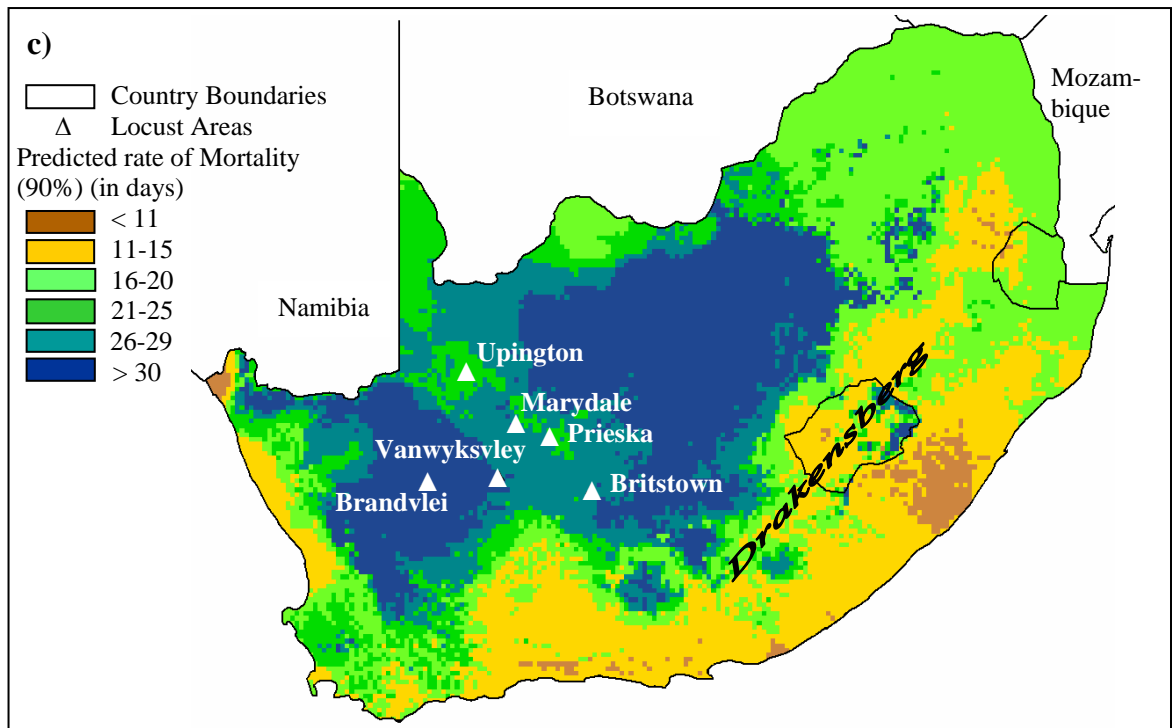 c)
Country Boundaries
Δ Locust Areas
Predicted rate of Mortality
(90%) (in days)
< 11
11-15
16-20
21-25
26-29
> 30
Botswana
Mozam-
bique
Namibia
Upington
Marydale
Prieska
Vanwyksvley
Brandvlei
Britstown
Drakensberg